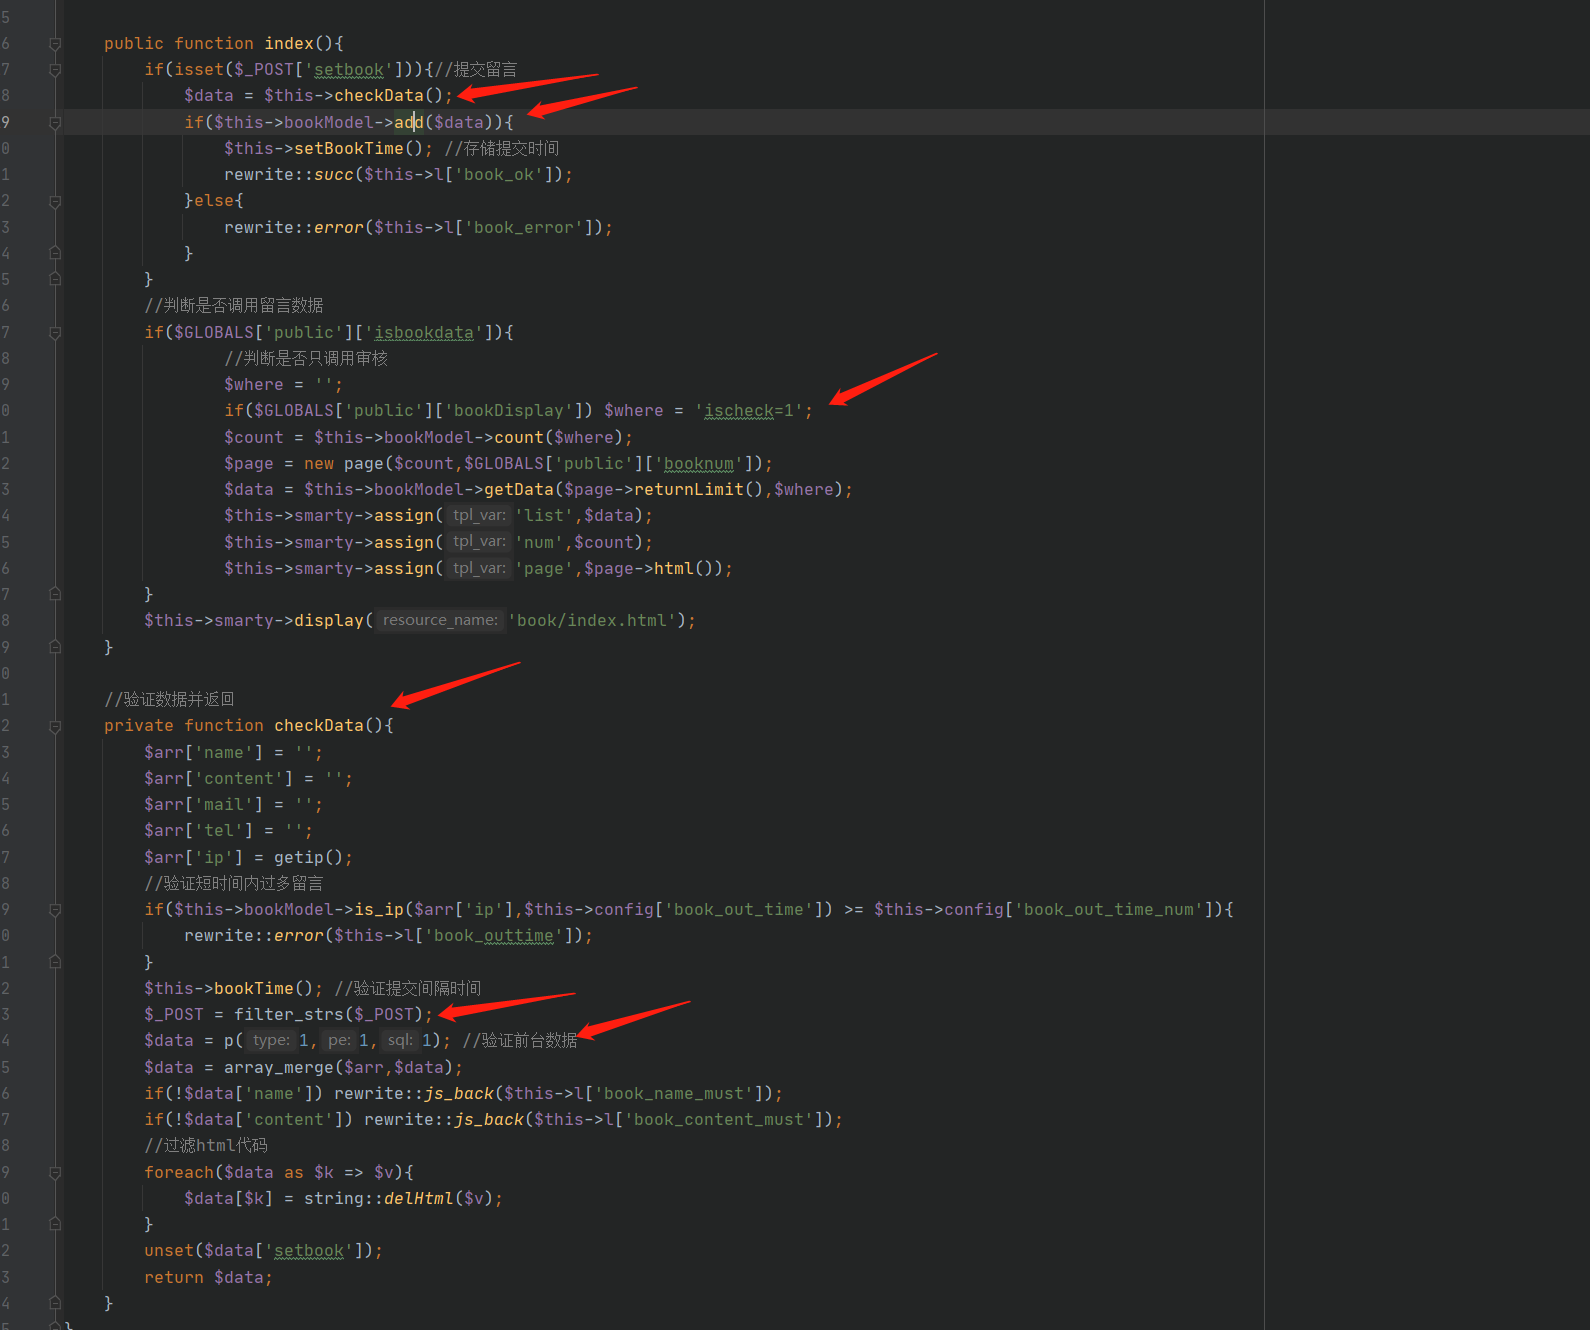 5
6 public function index(){
7 if(isset($_POST['setbook'])){//提交留言
8 $data = $this->checkData();
9 if($this->bookModel->add($data)){
0 $this->setBookTime(); //存储提交时间
1 rewrite::succ($this->l['book_ok']);
2 }else{
3 rewrite::error($this->l['book_error']);
4 }
5 }
6 //判断是否调用留言数据
7 if($GLOBALS['public']['isbookdata']){
8 //判断是否只调用审核
9 $where = '';
0 if($GLOBALS['public']['bookDisplay']) $where = 'ischeck=1';
1 $count = $this->bookModel->count($where);
2 $page = new page($count,$GLOBALS['public']['booknum']);
3 $data = $this->bookModel->getData($page->returnLimit(),$where);
4 $this->smarty->assign( tpl_var: 'list',$data);
5 $this->smarty->assign( tpl_var: 'num',$count);
6 $this->smarty->assign( tpl_var: 'page',$page->html());
7 }
8 $this->smarty->display( resource_name: 'book/index.html');
9 }
0
1 //验证数据并返回
2 private function checkData(){
3 $arr['name'] = '';
4 $arr['content'] = '';
5 $arr['mail'] = '';
6 $arr['tel'] = '';
7 $arr['ip'] = getip();
8 //验证短时间内过多留言
9 if($this->bookModel->is_ip($arr['ip'],$this->config['book_out_time']) >= $this->config['book_out_time_num']){
0 rewrite::error($this->l['book_outtime']);
1 }
2 $this->bookTime(); //验证提交间隔时间
3 $_POST = filter_strs($_POST);
4 $data = p( type: 1, pe: 1, sql: 1); //验证前台数据
5 $data = array_merge($arr,$data);
6 if(!$data['name']) rewrite::js_back($this->l['book_name_must']);
7 if(!$data['content']) rewrite::js_back($this->l['book_content_must']);
8 //过滤html代码
9 foreach($data as $k => $v){
0 $data[$k] = string::delHtml($v);
1 }
2 unset($data['setbook']);
3 return $data;
4 }
5 }